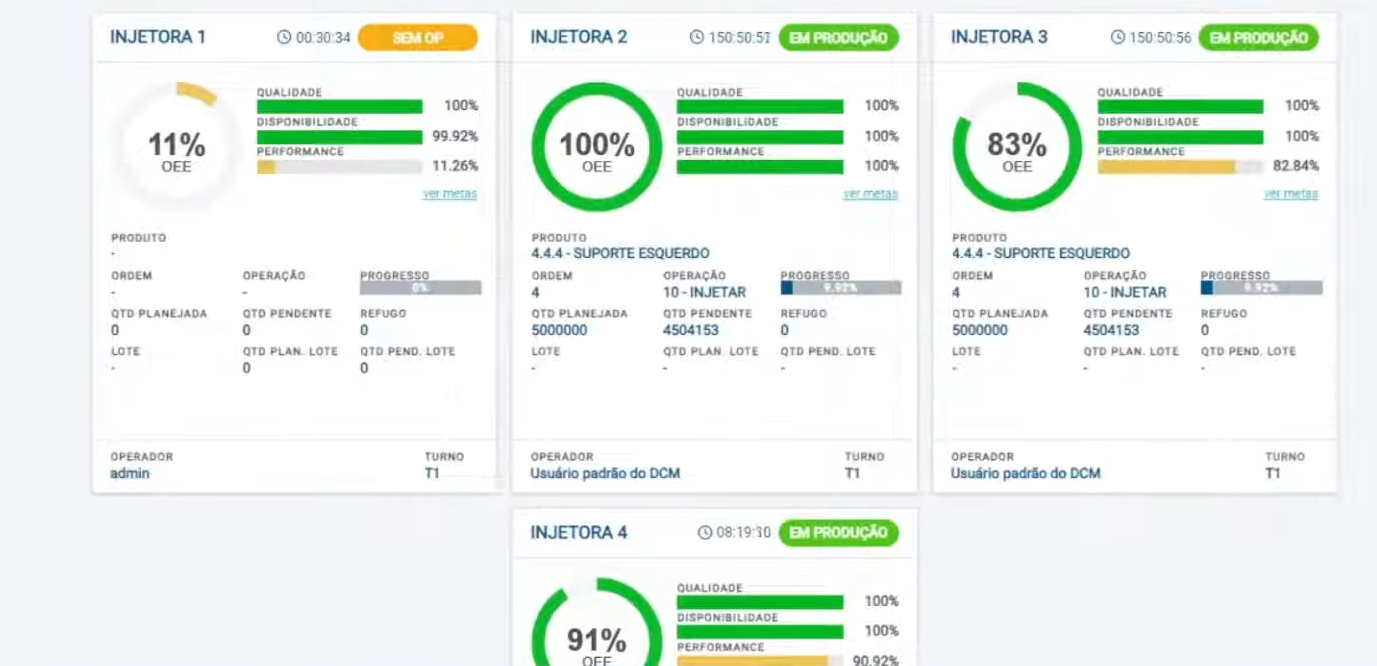 INJETORA 1 00:30:34 SEM OP
11%
OEE
QUALIDADE
100%
DISPONIBILIDADE
99.92%
PERFORMANCE
11.26%
ver metas
PRODUTO
-
ORDEM OPERAÇÃO PROGRESSO
- - 0%
QTD PLANEJADA QTD PENDENTE REFUGO
0 0 0
LOTE QTD PLAN. LOTE QTD PEND. LOTE
- 0 0
OPERADOR TURNO
admin T1
INJETORA 2 150:50:51 EM PRODUÇÃO
100%
OEE
QUALIDADE
100%
DISPONIBILIDADE
100%
PERFORMANCE
100%
ver metas
PRODUTO
4.4.4 - SUPORTE ESQUERDO
ORDEM OPERAÇÃO PROGRESSO
4 10 - INJETAR 9.92%
QTD PLANEJADA QTD PENDENTE REFUGO
5000000 4504153 0
LOTE QTD PLAN. LOTE QTD PEND. LOTE
- - -
OPERADOR TURNO
Usuário padrão do DCM T1
INJETORA 3 150:50:56 EM PRODUÇÃO
83%
OEE
QUALIDADE
100%
DISPONIBILIDADE
100%
PERFORMANCE
82.84%
ver metas
PRODUTO
4.4.4 - SUPORTE ESQUERDO
ORDEM OPERAÇÃO PROGRESSO
4 10 - INJETAR 9.92%
QTD PLANEJADA QTD PENDENTE REFUGO
5000000 4504153 0
LOTE QTD PLAN. LOTE QTD PEND. LOTE
- - -
OPERADOR TURNO
Usuário padrão do DCM T1
INJETORA 4 08:19:10 EM PRODUÇÃO
91%
OEE
QUALIDADE
100%
DISPONIBILIDADE
100%
PERFORMANCE
90.92%